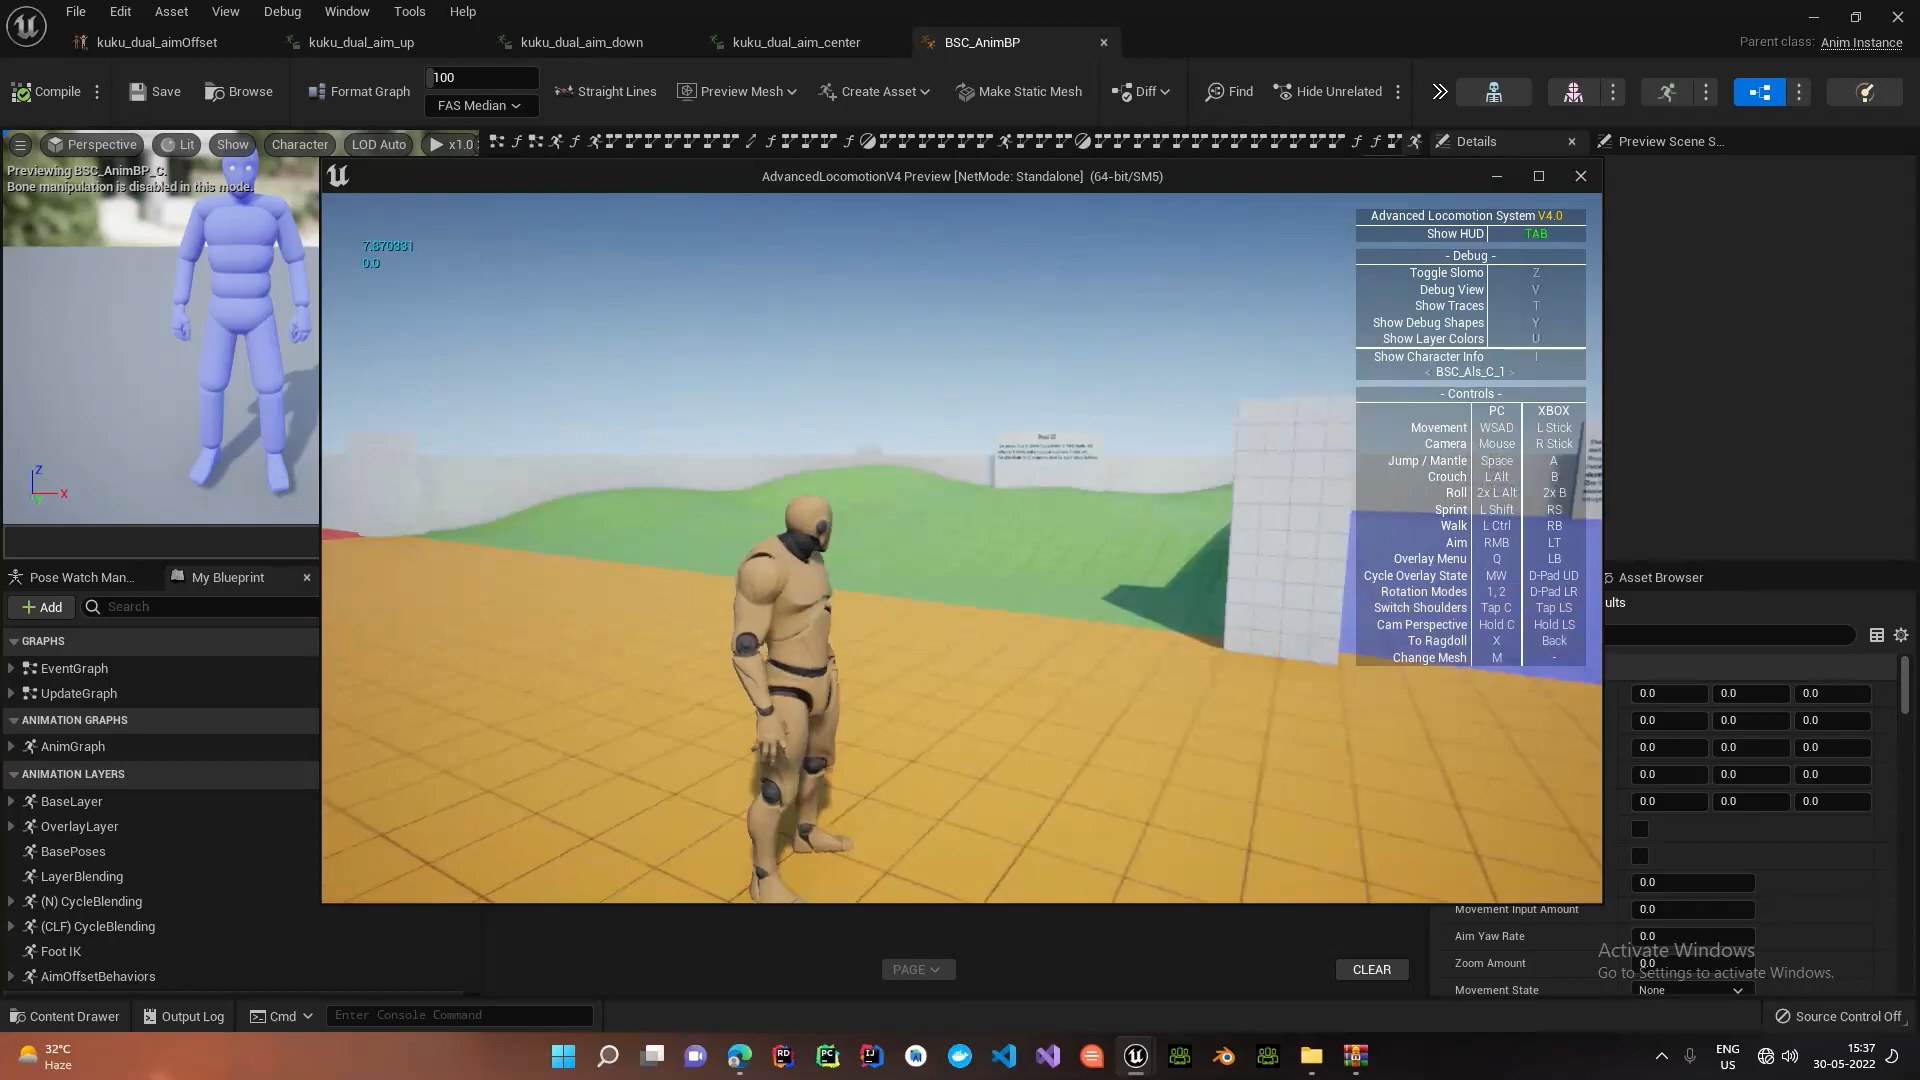 File Edit Asset View Debug Window Tools Help
kuku_dual_aimOffset kuku_dual_aim_up kuku_dual_aim_down kuku_dual_aim_center BSC_AnimBP
Parent class: Anim Instance
Compile Save Browse Format Graph 100 Straight Lines Preview Mesh Create Asset Make Static Mesh Diff Find Hide Unrelated
FAS Median
Perspective Lit Show Character LOD Auto x1.0
Details Preview Scene S...
Previewing BSC_AnimBP_C.
Bone manipulation is disabled in this mode.
AdvancedLocomotionV4 Preview [NetMode: Standalone] (64-bit/SM5)
7.870331
0.0
Advanced Locomotion System V4.0
Show HUD TAB
- Debug -
Toggle Slomo Z
Debug View V
Show Traces T
Show Debug Shapes Y
Show Layer Colors U
Show Character Info I
< BSC_Als_C_1 >
- Controls -
PC XBOX
Movement WSAD L Stick
Camera Mouse R Stick
Jump / Mantle Space A
Crouch L Alt B
Roll 2x L Alt 2x B
Sprint L Shift RS
Walk L Ctrl RB
Aim RMB LT
Overlay Menu Q LB
Cycle Overlay State MW D-Pad UD
Rotation Modes 1, 2 D-Pad LR
Switch Shoulders Tap C Tap LS
Cam Perspective Hold C Hold LS
To Ragdoll X Back
Change Mesh M -
Z
X
Pose Watch Man... My Blueprint
Add Search
GRAPHS
EventGraph
UpdateGraph
ANIMATION GRAPHS
AnimGraph
ANIMATION LAYERS
BaseLayer
OverlayLayer
BasePoses
LayerBlending
(N) CycleBlending
(CLF) CycleBlending
Foot IK
AimOffsetBehaviors
Asset Browser
ults
0.0 0.0 0.0
0.0 0.0 0.0
0.0 0.0 0.0
0.0 0.0 0.0
0.0 0.0 0.0
0.0
Movement Input Amount 0.0
Aim Yaw Rate 0.0
Zoom Amount 0.0
Movement State None
PAGE CLEAR
Activate Windows
Go to Settings to activate Windows.
Content Drawer Output Log Cmd Enter Console Command Source Control Off
32°C
Haze
RD PC IJ
ENG
US
15:37
30-05-2022